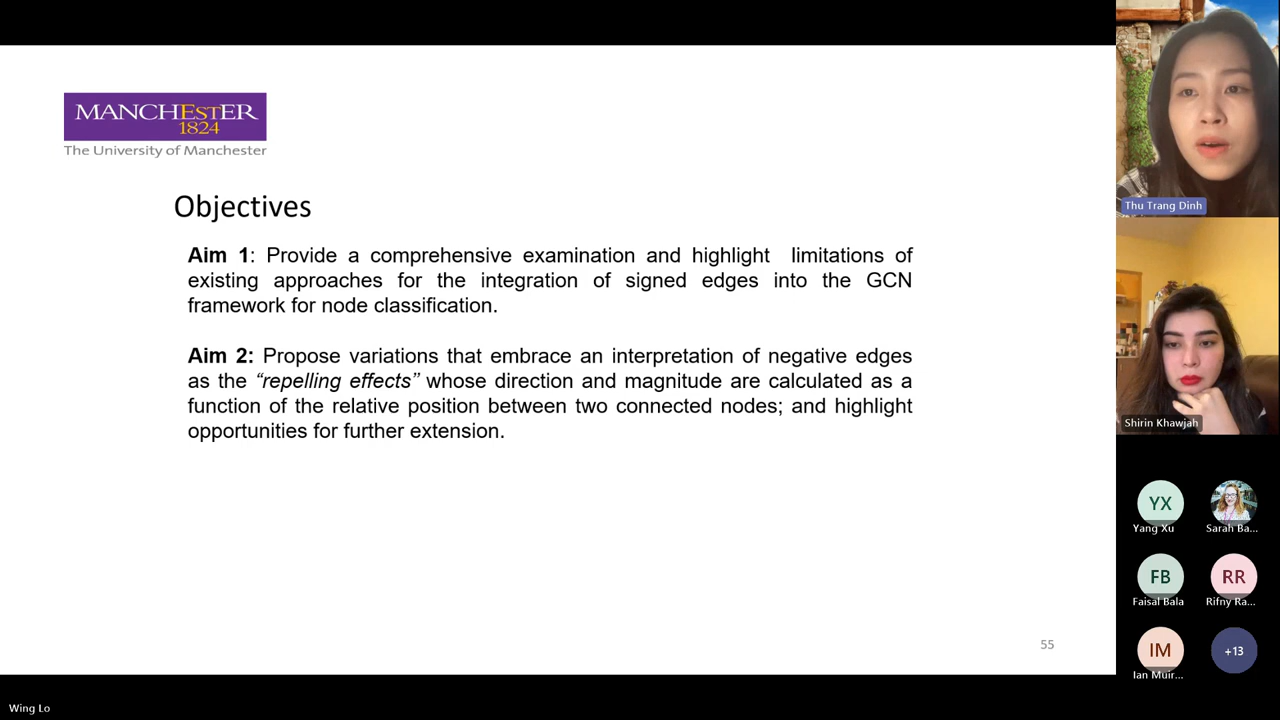 MANCHESTER
1824
The University of Manchester
Objectives
Aim 1: Provide a comprehensive examination and highlight limitations of
existing approaches for the integration of signed edges into the GCN
framework for node classification.
Aim 2: Propose variations that embrace an interpretation of negative edges
as the “repelling effects” whose direction and magnitude are calculated as a
function of the relative position between two connected nodes; and highlight
opportunities for further extension.
55
Wing Lo
Thu Trang Dinh
Shirin Khawjah
YX
Yang Xu
Sarah Ba...
FB
Faisal Bala
RR
Rifny Ra...
IM
Ian Muir...
+13